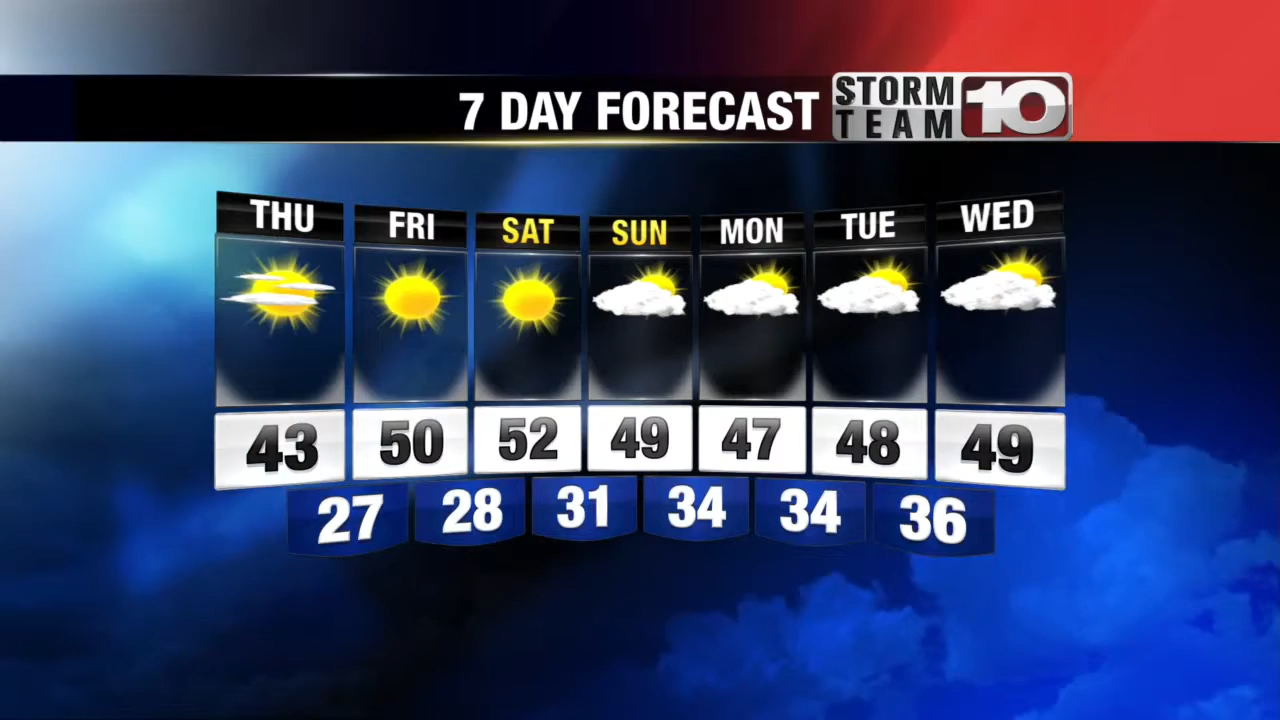 7 DAY FORECAST
STORM TEAM 10
THU FRI SAT SUN MON TUE WED
43 50 52 49 47 48 49
27 28 31 34 34 36